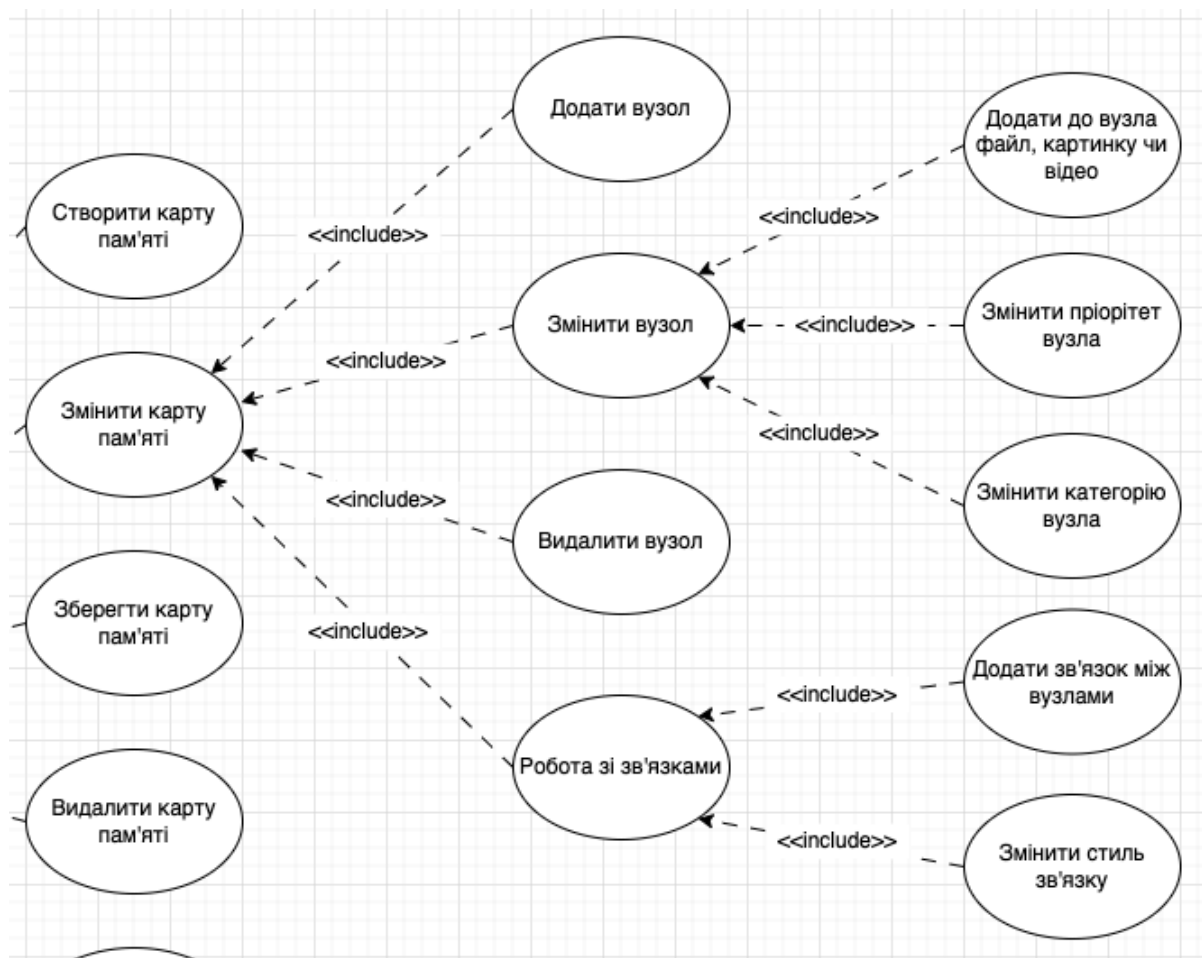 Додати вузол
Додати до вузла
файл, картинку чи
відео
Створити карту
пам'яті
<<include>>
<<include>>
Змінити вузол
<<include>>
Змінити пріорітет
вузла
<<include>>
Змінити карту
пам'яті
<<include>>
Змінити категорію
вузла
<<include>>
Видалити вузол
Зберегти карту
пам'яті
<<include>>
Додати зв'язок між
вузлами
<<include>>
Робота зі зв'язками
Видалити карту
пам'яті
<<include>>
Змінити стиль
зв'язку